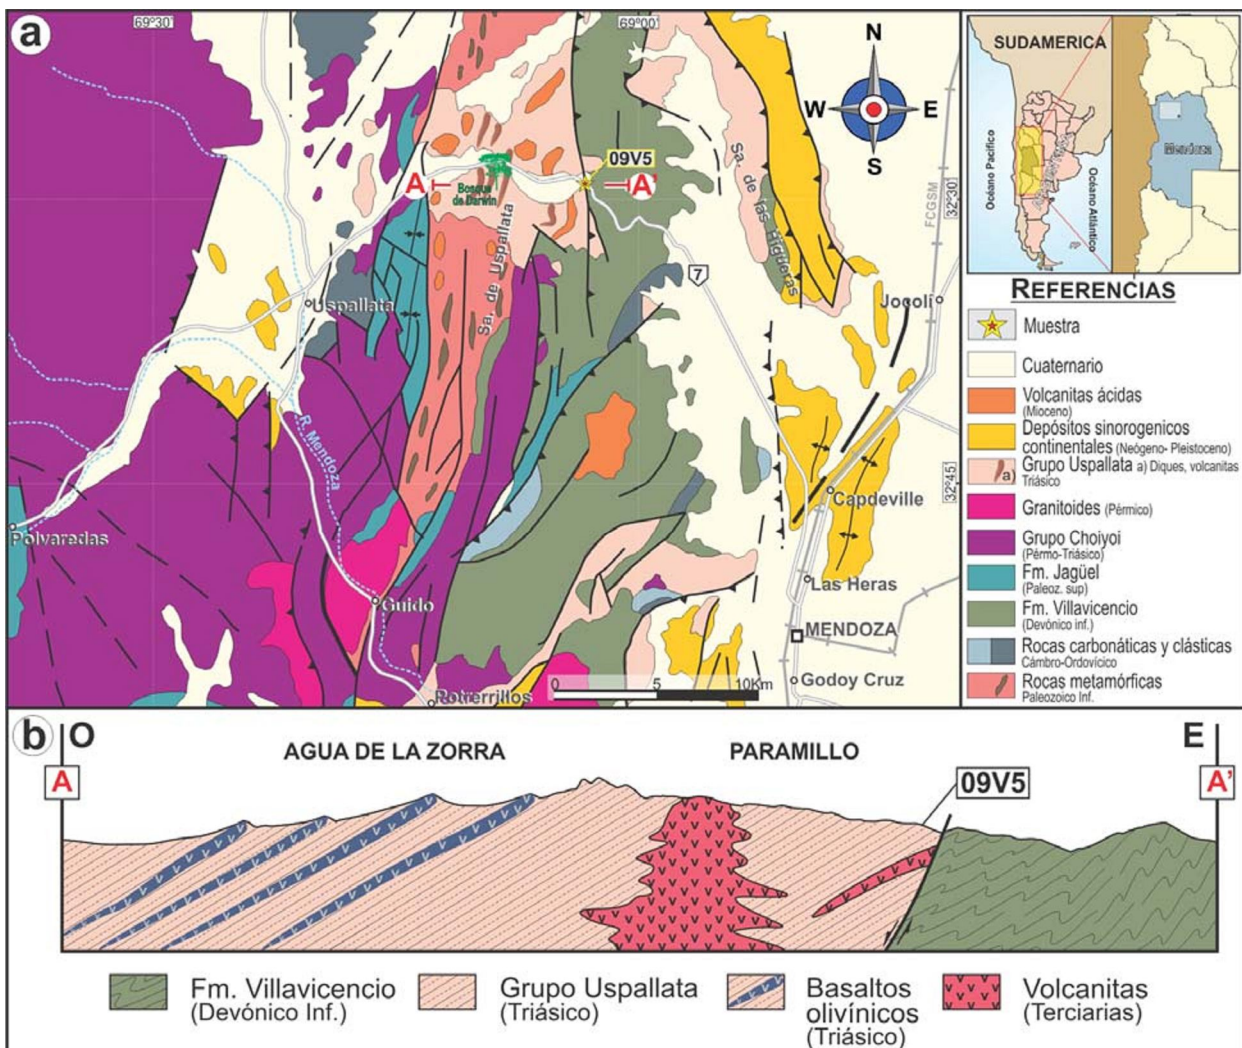 a
69°30'
69°00'
N
W
E
S
09V5
A
A'
Bosque
de Darwin
Sa. de Uspallata
Sa. de las Higueras
FCGSM
32°30'
7
Uspallata
Jocolí
R. Mendoza
32°45'
Capdeville
Polvaredas
Las Heras
Guido
MENDOZA
Godoy Cruz
Potrerillos
0
5
10Km
SUDAMERICA
Océano Pacífico
Océano Atlántico
Mendoza
REFERENCIAS
Muestra
Cuaternario
Volcanitas ácidas
(Mioceno)
Depósitos sinorogenicos
continentales (Neógeno- Pleistoceno)
a)
Grupo Uspallata a) Diques, volcanitas
Triásico
Granitoides (Pérmico)
Grupo Choiyoi
(Pérmo-Triásico)
Fm. Jagüel
(Paleoz. sup)
Fm. Villavicencio
(Devónico inf.)
Rocas carbonáticas y clásticas
Cámbro-Ordovícico
Rocas metamórficas
Paleozoico Inf.
b
O
E
A
A'
AGUA DE LA ZORRA
PARAMILLO
09V5
Fm. Villavicencio
(Devónico Inf.)
Grupo Uspallata
(Triásico)
Basaltos
olivínicos
(Triásico)
Volcanitas
(Terciarias)